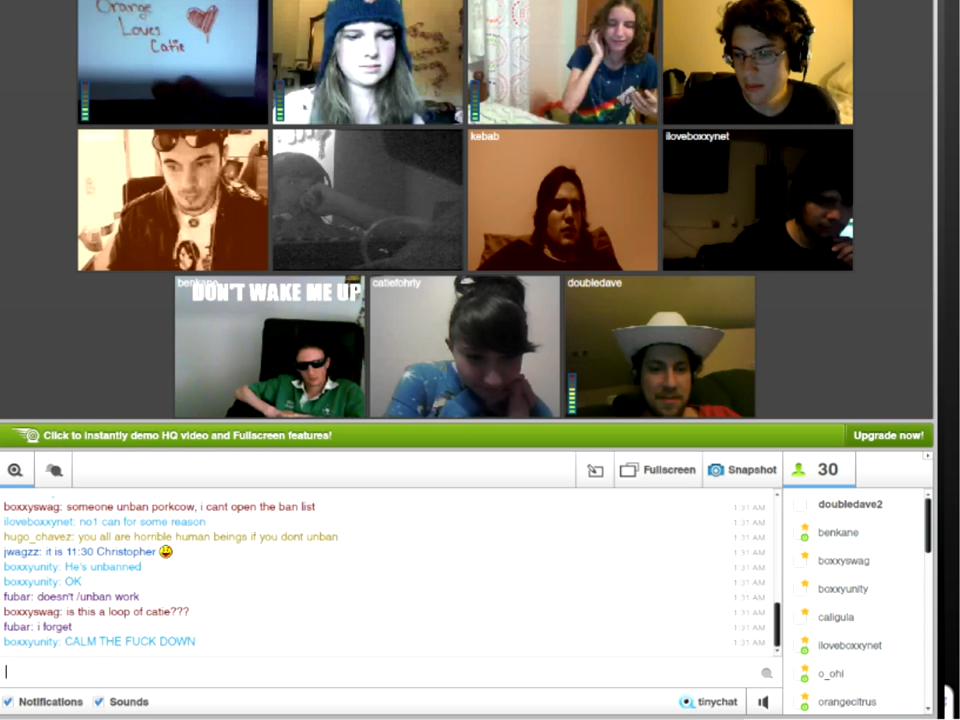 Orange
Loves
Catie
kebab
iloveboxxynet
benkane
DON'T WAKE ME UP
catiefohrly
doubledave
Click to instantly demo HQ video and Fullscreen features!
Upgrade now!
Fullscreen
Snapshot
30
boxxyswag: someone unban porkcow, i cant open the ban list
1:31 AM
iloveboxxynet: no1 can for some reason
1:31 AM
hugo_chavez: you all are horrble human beings if you dont unban
1:31 AM
jwagzz: it is 11:30 Christopher
1:31 AM
boxxyunity: He's unbanned
1:31 AM
boxxyunity: OK
1:31 AM
fubar: doesn't /unban work
1:31 AM
boxxyswag: is this a loop of catie???
1:31 AM
fubar: i forget
1:31 AM
boxxyunity: CALM THE FUCK DOWN
1:31 AM
doubledave2
benkane
boxxyswag
boxxyunity
caligula
iloveboxxynet
o_ohi
orangecitrus
Notifications
Sounds
tinychat